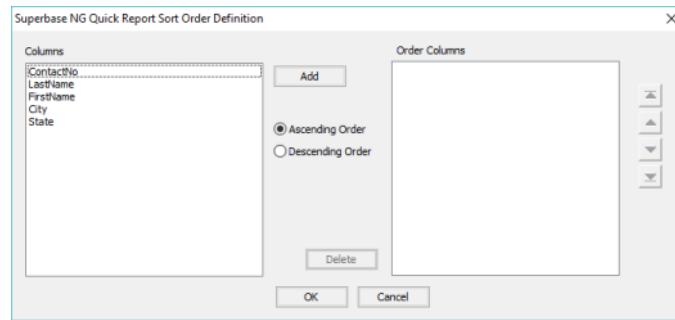 Superbase NG Quick Report Sort Order Definition
Columns
Order Columns
ContactNo
LastName
FirstName
City
State
Add
Ascending Order
Descending Order
Delete
OK
Cancel